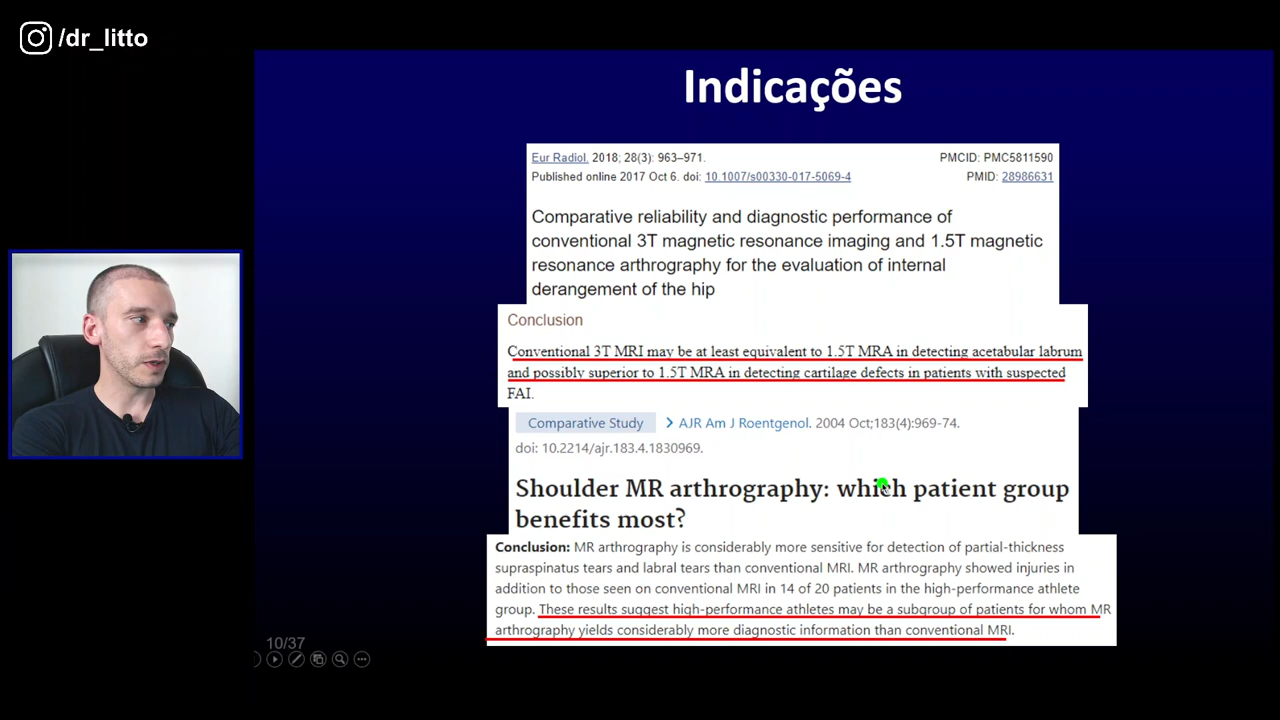 /dr_litto
Indicações
Eur Radiol. 2018; 28(3): 963–971.
PMCID: PMC5811590
Published online 2017 Oct 6. doi: 10.1007/s00330-017-5069-4
PMID: 28986631
Comparative reliability and diagnostic performance of
conventional 3T magnetic resonance imaging and 1.5T magnetic
resonance arthrography for the evaluation of internal
derangement of the hip
Conclusion
Conventional 3T MRI may be at least equivalent to 1.5T MRA in detecting acetabular labrum
and possibly superior to 1.5T MRA in detecting cartilage defects in patients with suspected
FAI.
Comparative Study > AJR Am J Roentgenol. 2004 Oct;183(4):969-74.
doi: 10.2214/ajr.183.4.1830969.
Shoulder MR arthrography: which patient group
benefits most?
Conclusion: MR arthrography is considerably more sensitive for detection of partial-thickness
supraspinatus tears and labral tears than conventional MRI. MR arthrography showed injuries in
addition to those seen on conventional MRI in 14 of 20 patients in the high-performance athlete
group. These results suggest high-performance athletes may be a subgroup of patients for whom MR
arthrography yields considerably more diagnostic information than conventional MRI.
10/37